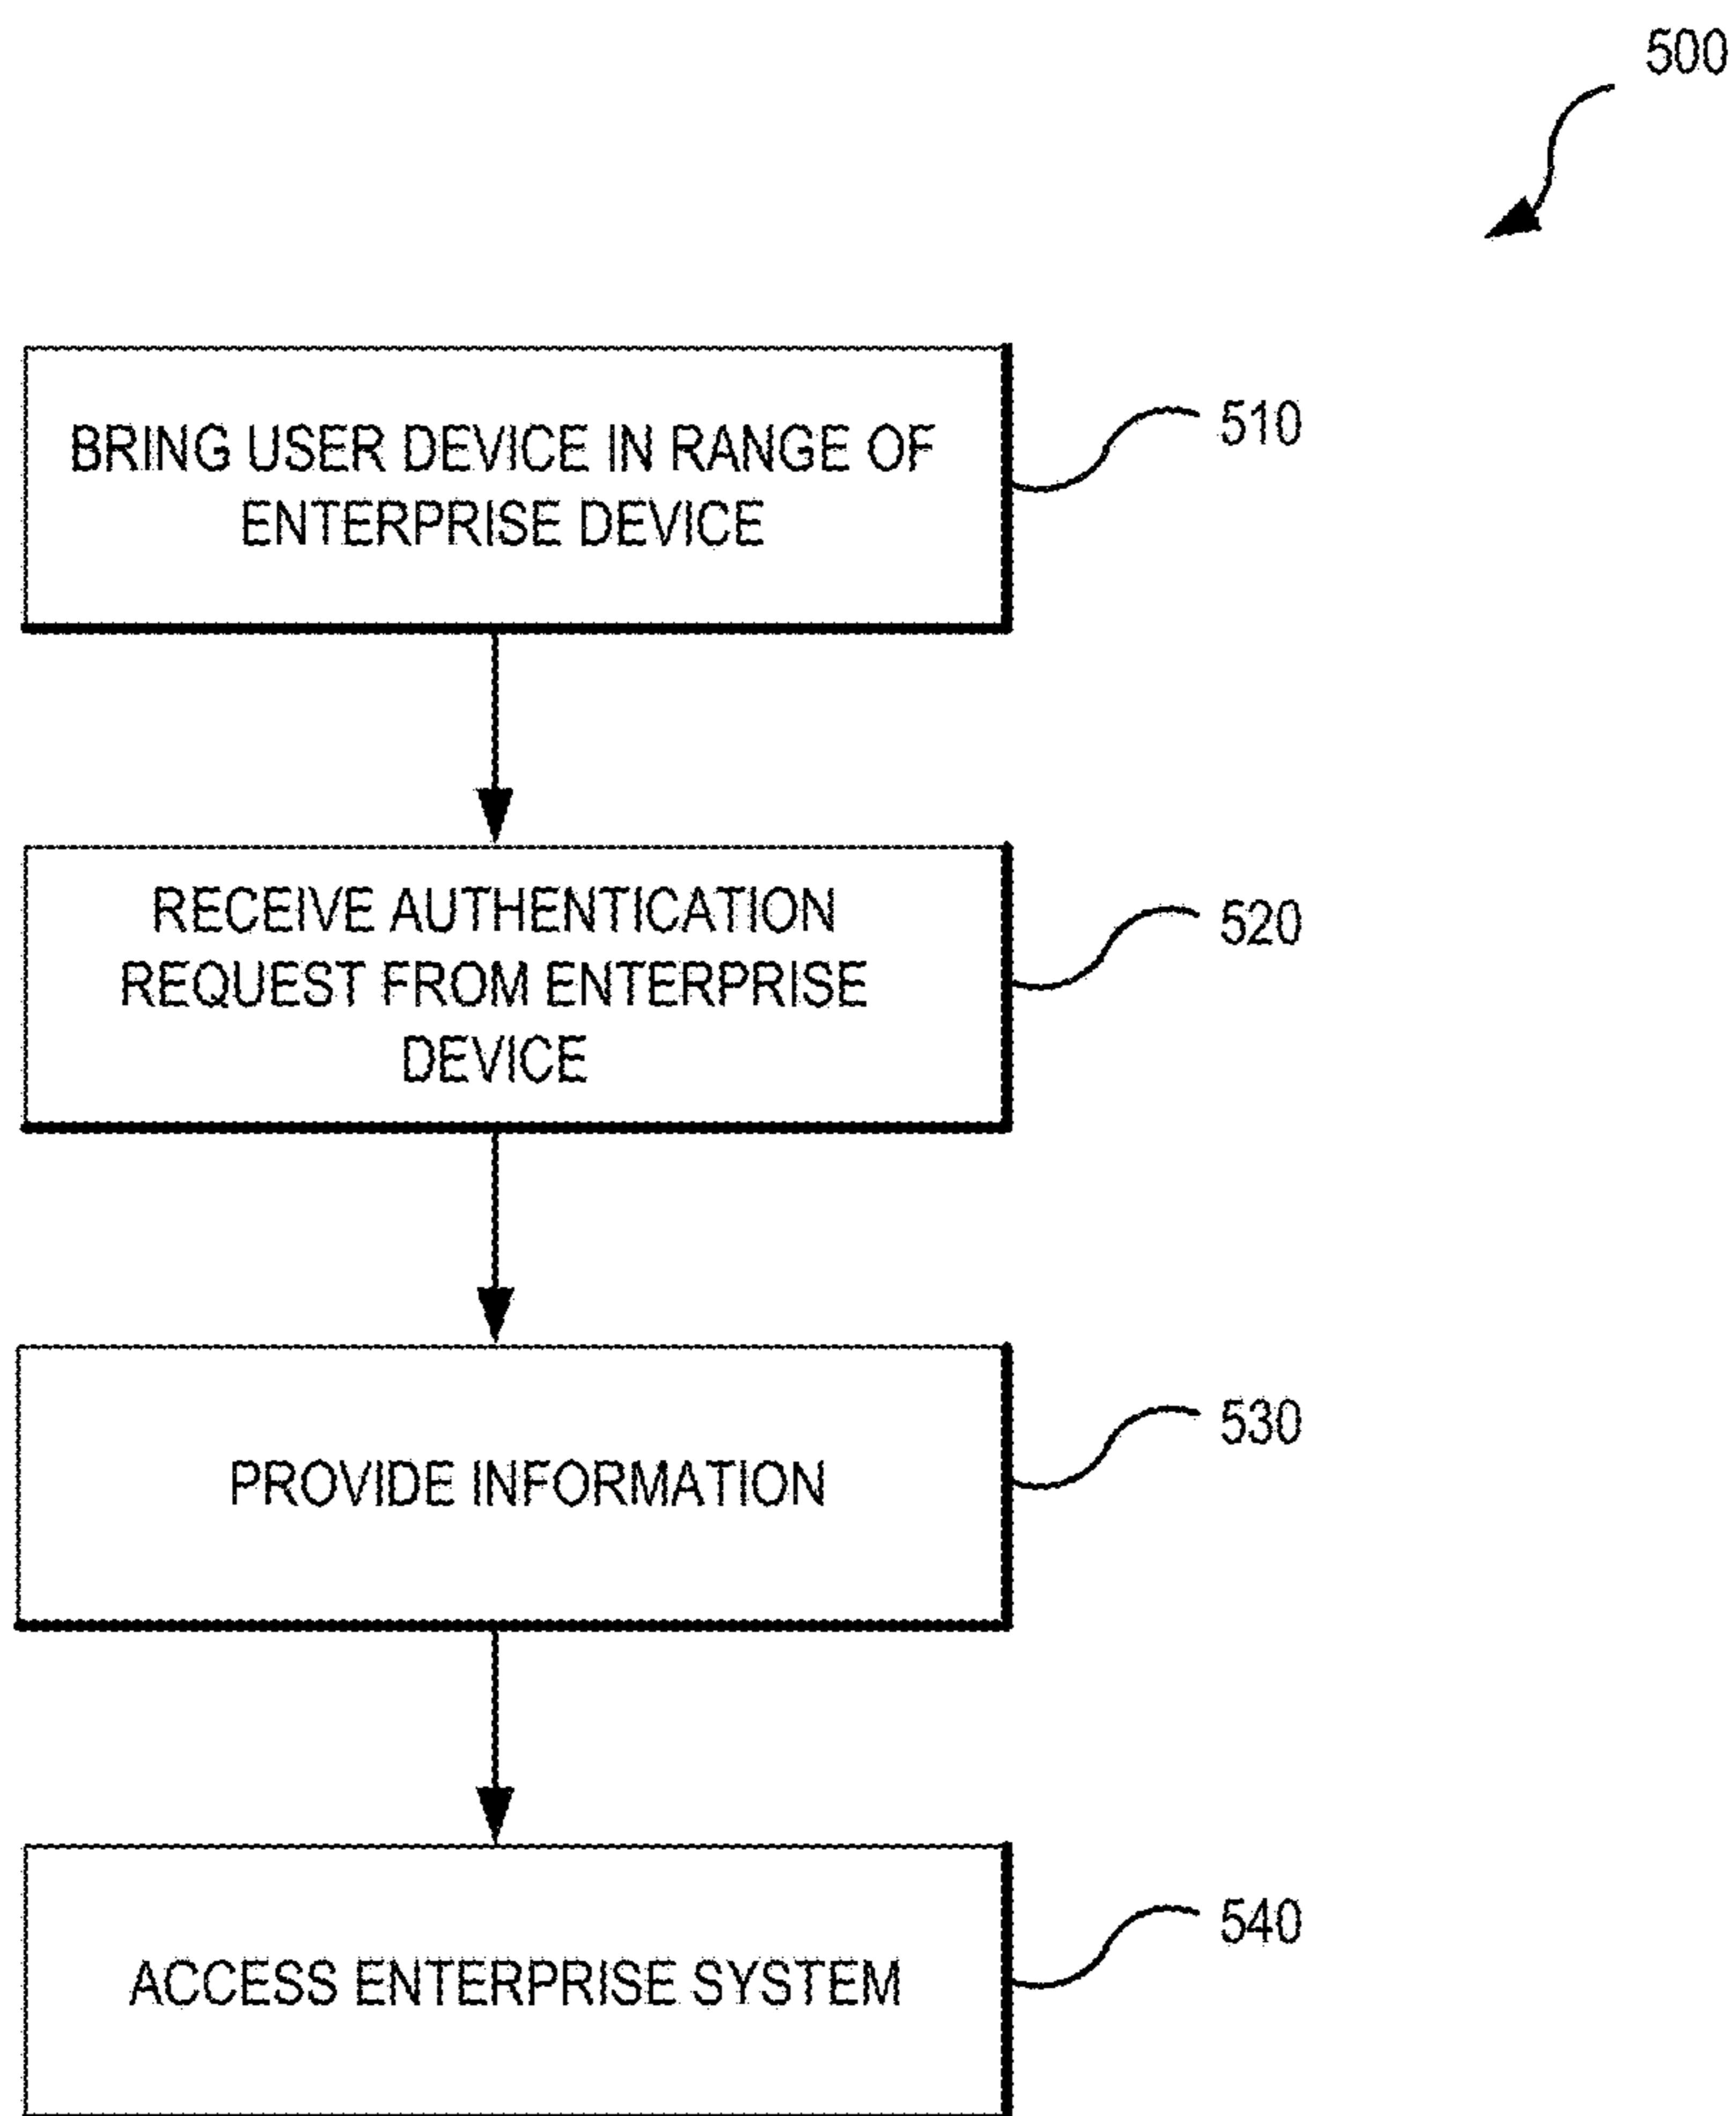 500
BRING USER DEVICE IN RANGE OF
ENTERPRISE DEVICE
510
RECEIVE AUTHENTICATION
REQUEST FROM ENTERPRISE
DEVICE
520
PROVIDE INFORMATION
530
ACCESS ENTERPRISE SYSTEM
540